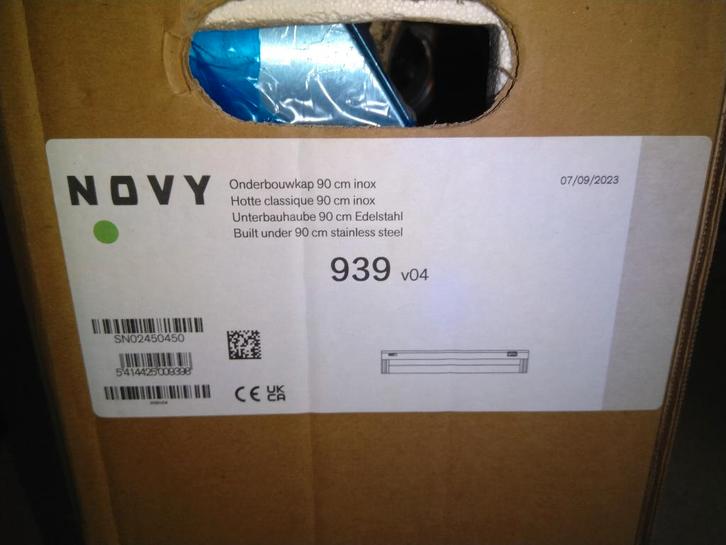 NOVY
Onderbouwkap 90 cm inox
Hotte classique 90 cm inox
Unterbauhaube 90 cm Edelstahl
Built under 90 cm stainless steel
07/09/2023
939 v04
SN02450450
5414425009398
CE UK CA